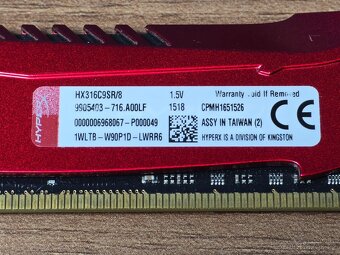 HX316C9SR/8 1.5V Warranty Void If Removed
9905403-716.A00LF 1518 CPMH1651526
0000006968067-P000049 ASSY IN TAIWAN (2)
1WLTB-W90P1D-LWRR6 HYPERX IS A DIVISION OF KINGSTON
HYPERX